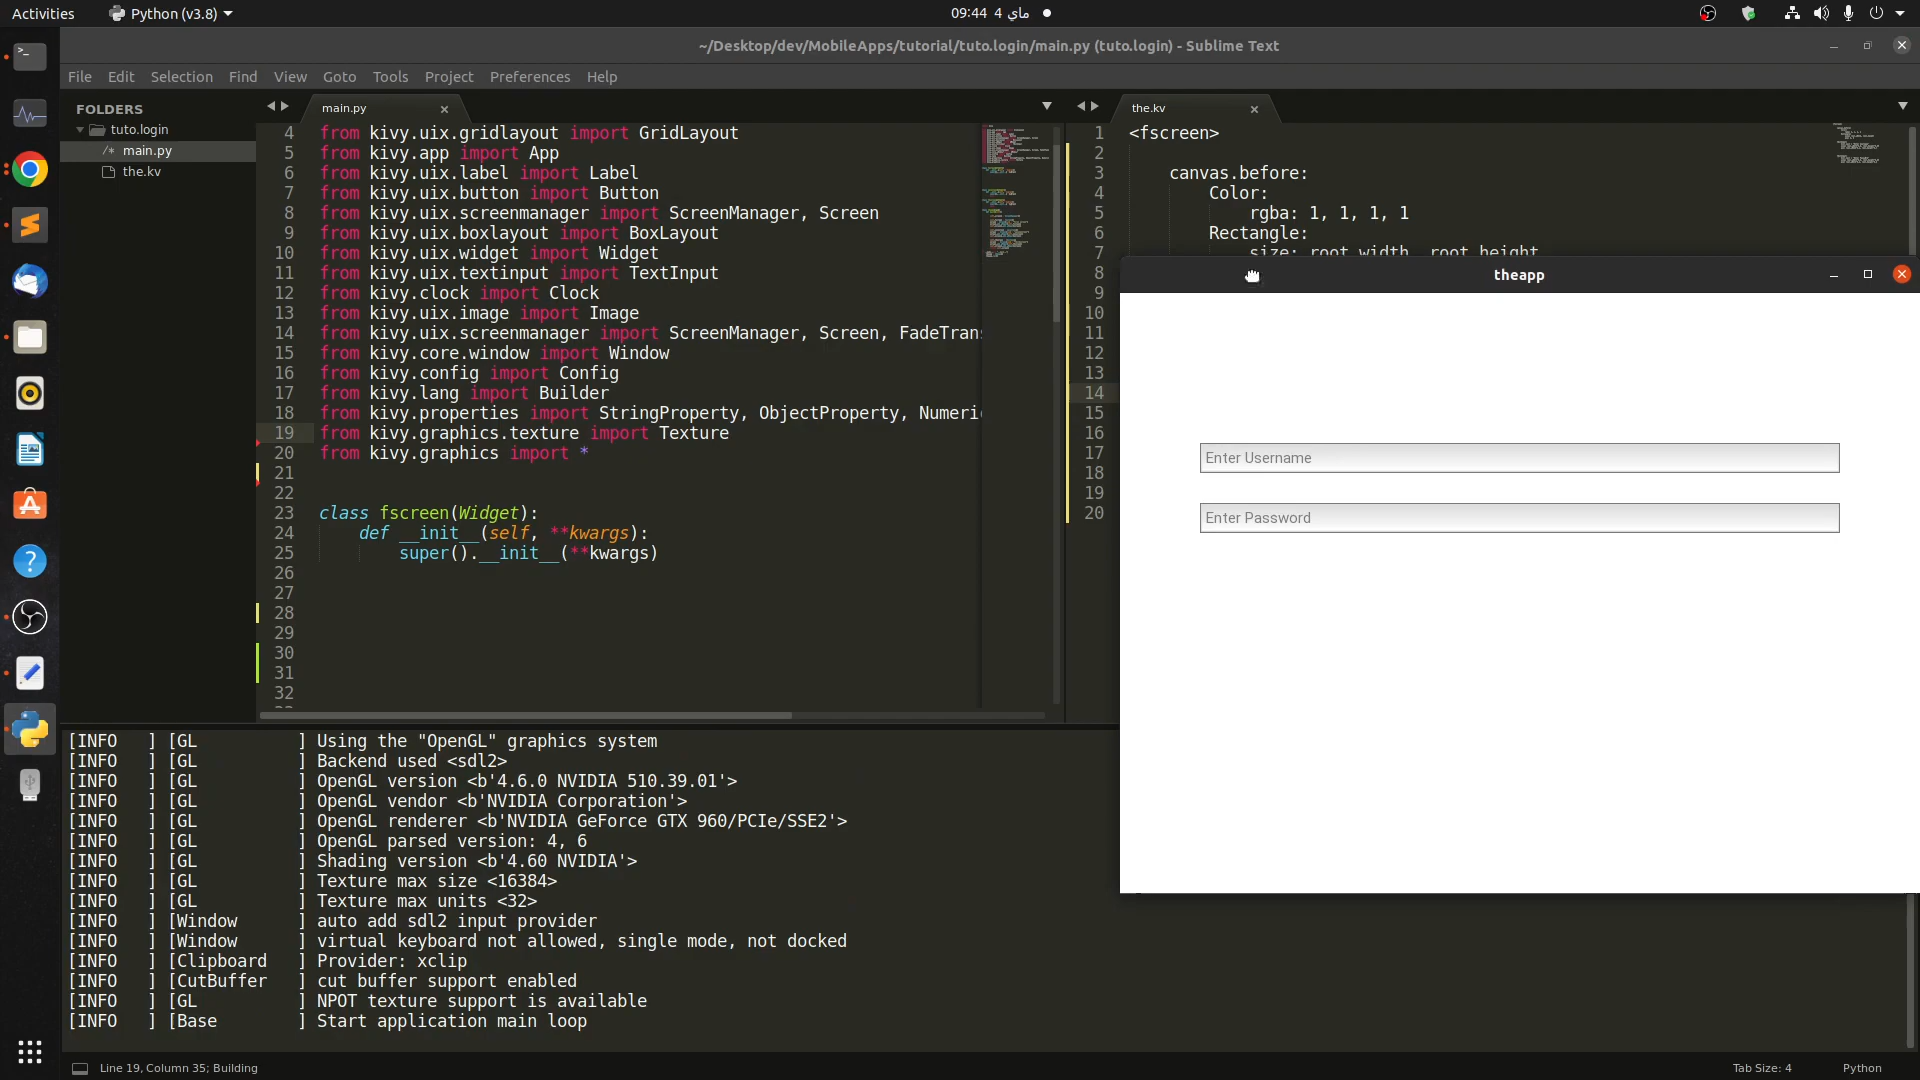 Activities
Python (v3.8)
09:44 4 ماي
~/Desktop/dev/MobileApps/tutorial/tuto.login/main.py (tuto.login) - Sublime Text
File Edit Selection Find View Goto Tools Project Preferences Help
FOLDERS
tuto.login
/* main.py
the.kv
main.py
4 from kivy.uix.gridlayout import GridLayout
5 from kivy.app import App
6 from kivy.uix.label import Label
7 from kivy.uix.button import Button
8 from kivy.uix.screenmanager import ScreenManager, Screen
9 from kivy.uix.boxlayout import BoxLayout
10 from kivy.uix.widget import Widget
11 from kivy.uix.textinput import TextInput
12 from kivy.clock import Clock
13 from kivy.uix.image import Image
14 from kivy.uix.screenmanager import ScreenManager, Screen, FadeTran
15 from kivy.core.window import Window
16 from kivy.config import Config
17 from kivy.lang import Builder
18 from kivy.properties import StringProperty, ObjectProperty, Numeri
19 from kivy.graphics.texture import Texture
20 from kivy.graphics import *
21
22
23 class fscreen(Widget):
24 def __init__(self, **kwargs):
25 super().__init__(**kwargs)
26
27
28
29
30
31
32
the.kv
1 <fscreen>
2
3 canvas.before:
4 Color:
5 rgba: 1, 1, 1, 1
6 Rectangle:
7 size: root.width, root.height
8
9
10
11
12
13
14
15
16
17
18
19
20
theapp
Enter Username
Enter Password
[INFO ] [GL ] Using the "OpenGL" graphics system
[INFO ] [GL ] Backend used <sdl2>
[INFO ] [GL ] OpenGL version <b'4.6.0 NVIDIA 510.39.01'>
[INFO ] [GL ] OpenGL vendor <b'NVIDIA Corporation'>
[INFO ] [GL ] OpenGL renderer <b'NVIDIA GeForce GTX 960/PCIe/SSE2'>
[INFO ] [GL ] OpenGL parsed version: 4, 6
[INFO ] [GL ] Shading version <b'4.60 NVIDIA'>
[INFO ] [GL ] Texture max size <16384>
[INFO ] [GL ] Texture max units <32>
[INFO ] [Window ] auto add sdl2 input provider
[INFO ] [Window ] virtual keyboard not allowed, single mode, not docked
[INFO ] [Clipboard ] Provider: xclip
[INFO ] [CutBuffer ] cut buffer support enabled
[INFO ] [GL ] NPOT texture support is available
[INFO ] [Base ] Start application main loop
Line 19, Column 35; Building
Tab Size: 4
Python